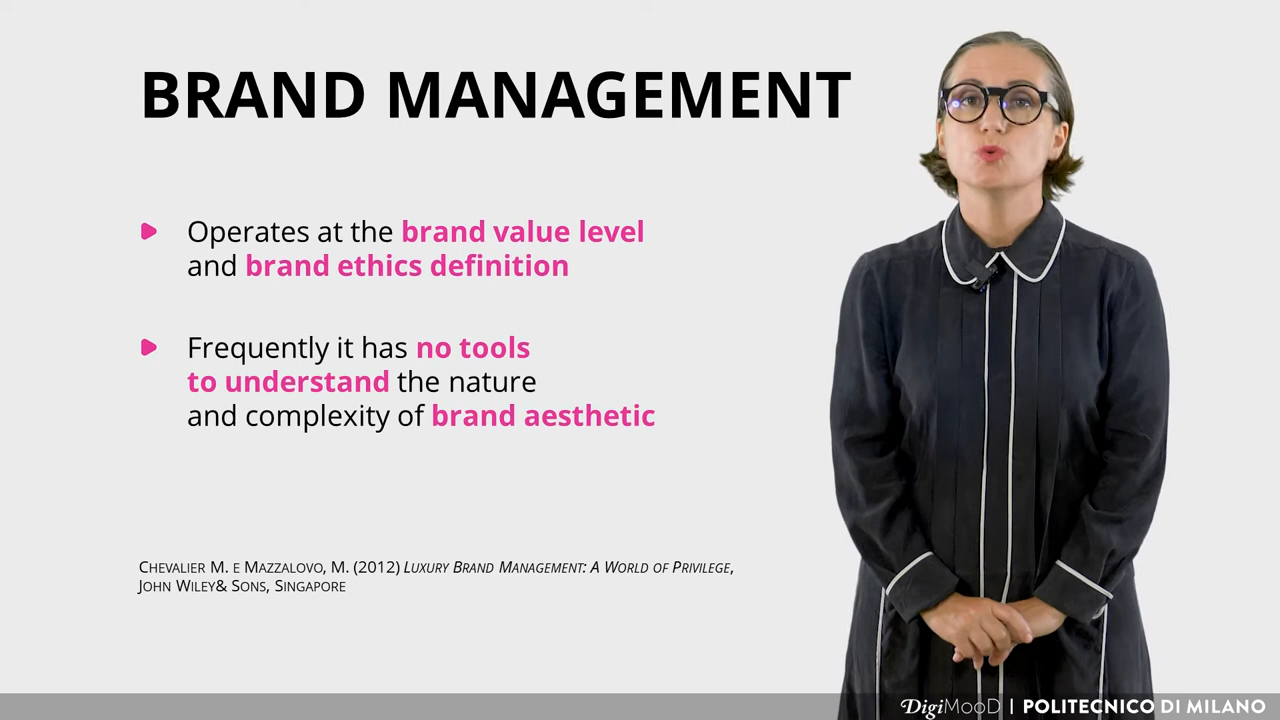 BRAND MANAGEMENT
Operates at the brand value level
and brand ethics definition
Frequently it has no tools
to understand the nature
and complexity of brand aesthetic
CHEVALIER M. E MAZZALOVO, M. (2012) LUXURY BRAND MANAGEMENT: A WORLD OF PRIVILEGE,
JOHN WILEY& SONS, SINGAPORE
DigiMooD | POLITECNICO DI MILANO